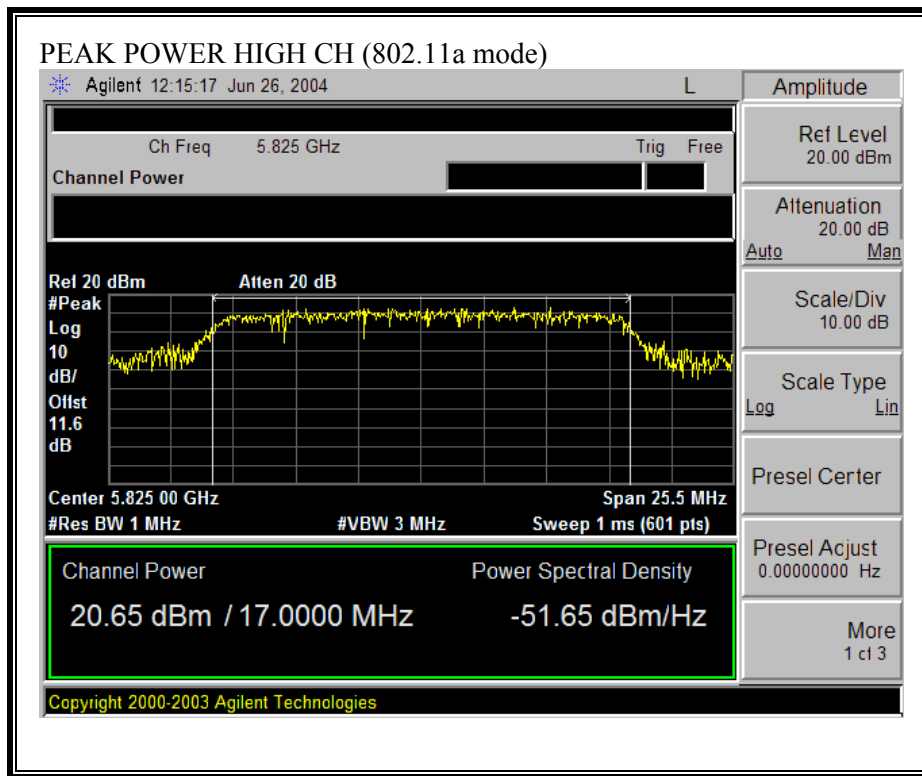 PEAK POWER HIGH CH (802.11a mode)
Agilent 12:15:17 Jun 26, 2004 L
Ch Freq 5.825 GHz Trig Free
Channel Power
Ref 20 dBm Atten 20 dB
#Peak
Log
10
dB/
Offst
11.6
dB
Center 5.825 00 GHz Span 25.5 MHz
#Res BW 1 MHz #VBW 3 MHz Sweep 1 ms (601 pts)
Channel Power Power Spectral Density
20.65 dBm / 17.0000 MHz -51.65 dBm/Hz
Copyright 2000-2003 Agilent Technologies
Amplitude
Ref Level
20.00 dBm
Attenuation
20.00 dB
Auto Man
Scale/Div
10.00 dB
Scale Type
Log Lin
Presel Center
Presel Adjust
0.00000000 Hz
More
1 of 3